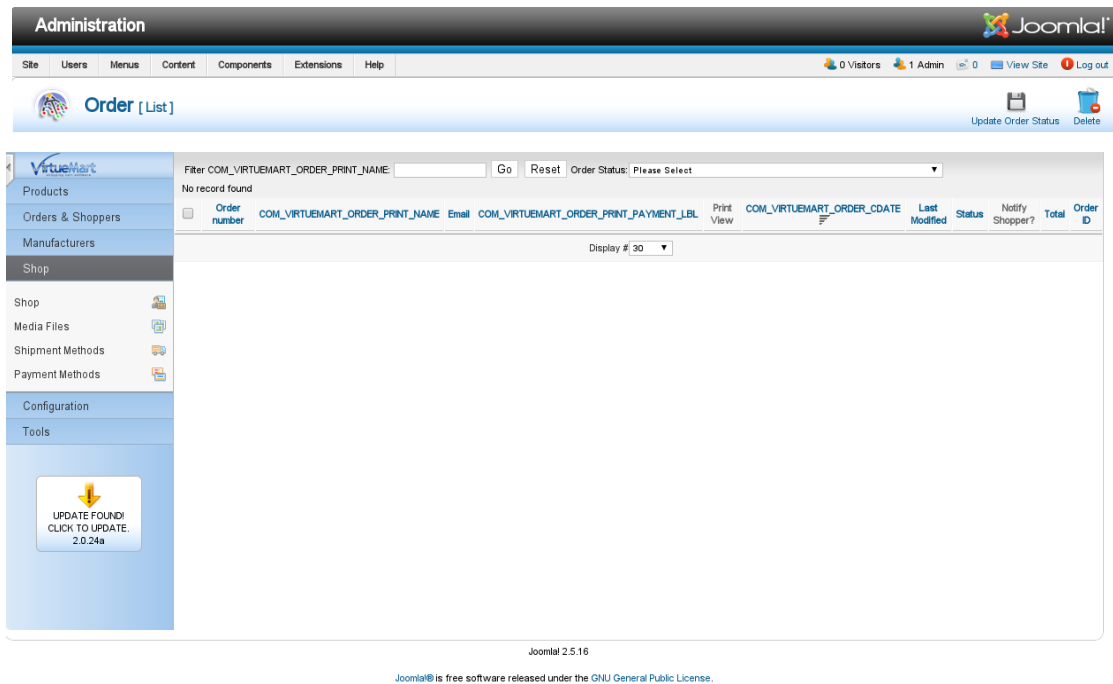 Administration
Joomla!
Site Users Menus Content Components Extensions Help 0 Visitors 1 Admin 0 View Site Log out
Order [ List ]
Update Order Status Delete
VirtueMart
Filter COM_VIRTUEMART_ORDER_PRINT_NAME: Go Reset Order Status: Please Select
Products
No record found
Orders & Shoppers
Order number COM_VIRTUEMART_ORDER_PRINT_NAME Email COM_VIRTUEMART_ORDER_PRINT_PAYMENT_LBL Print View COM_VIRTUEMART_ORDER_CDATE Last Modified Status Notify Shopper? Total Order ID
Manufacturers
Display # 30
Shop
Shop
Media Files
Shipment Methods
Payment Methods
Configuration
Tools
UPDATE FOUND!
CLICK TO UPDATE.
2.0.24a
Joomla! 2.5.16
Joomla!® is free software released under the GNU General Public License.